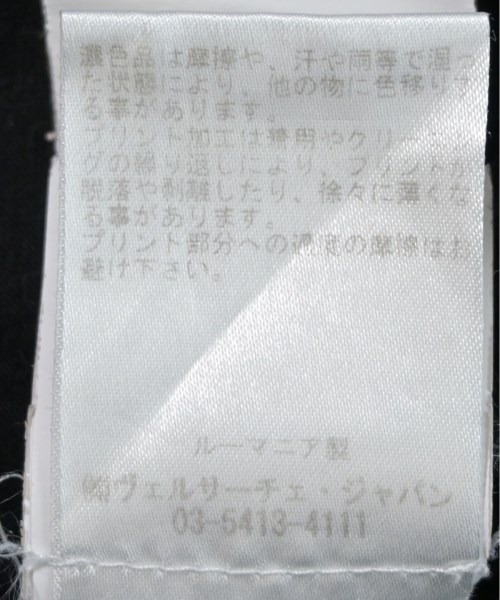 濃色品は摩擦や、汗や雨等で湿っ
た状態により、他の物に色移りす
る事があります。
プリント加工は着用やクリーニン
グの繰り返しにより、プリントが
脱落や剥離したり、徐々に薄くな
る事があります。
プリント部分への過度の摩擦はお
避け下さい。
ルーマニア製
㈱ヴェルサーチェ・ジャパン
03-5413-4111